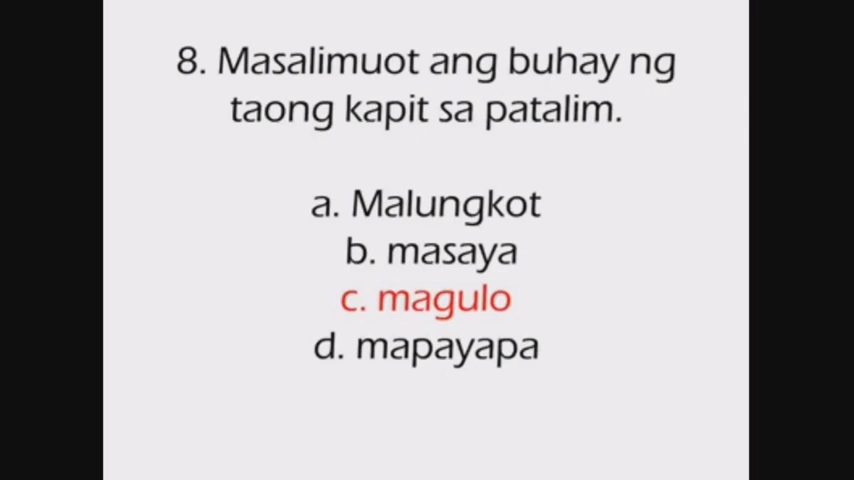 8. Masalimuot ang buhay ng
taong kapit sa patalim.
a. Malungkot
b. masaya
c. magulo
d. mapayapa